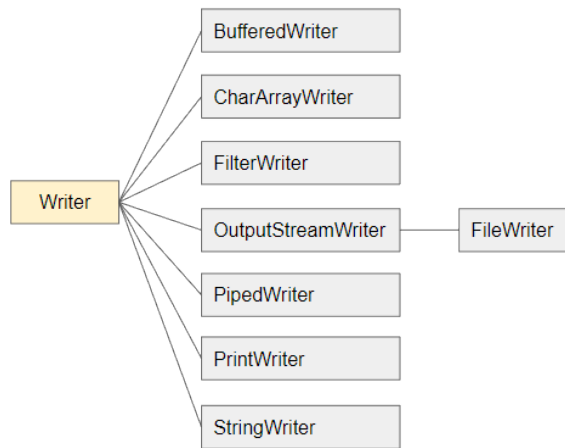 BufferedWriter
CharArrayWriter
FilterWriter
Writer
OutputStreamWriter
FileWriter
PipedWriter
PrintWriter
StringWriter